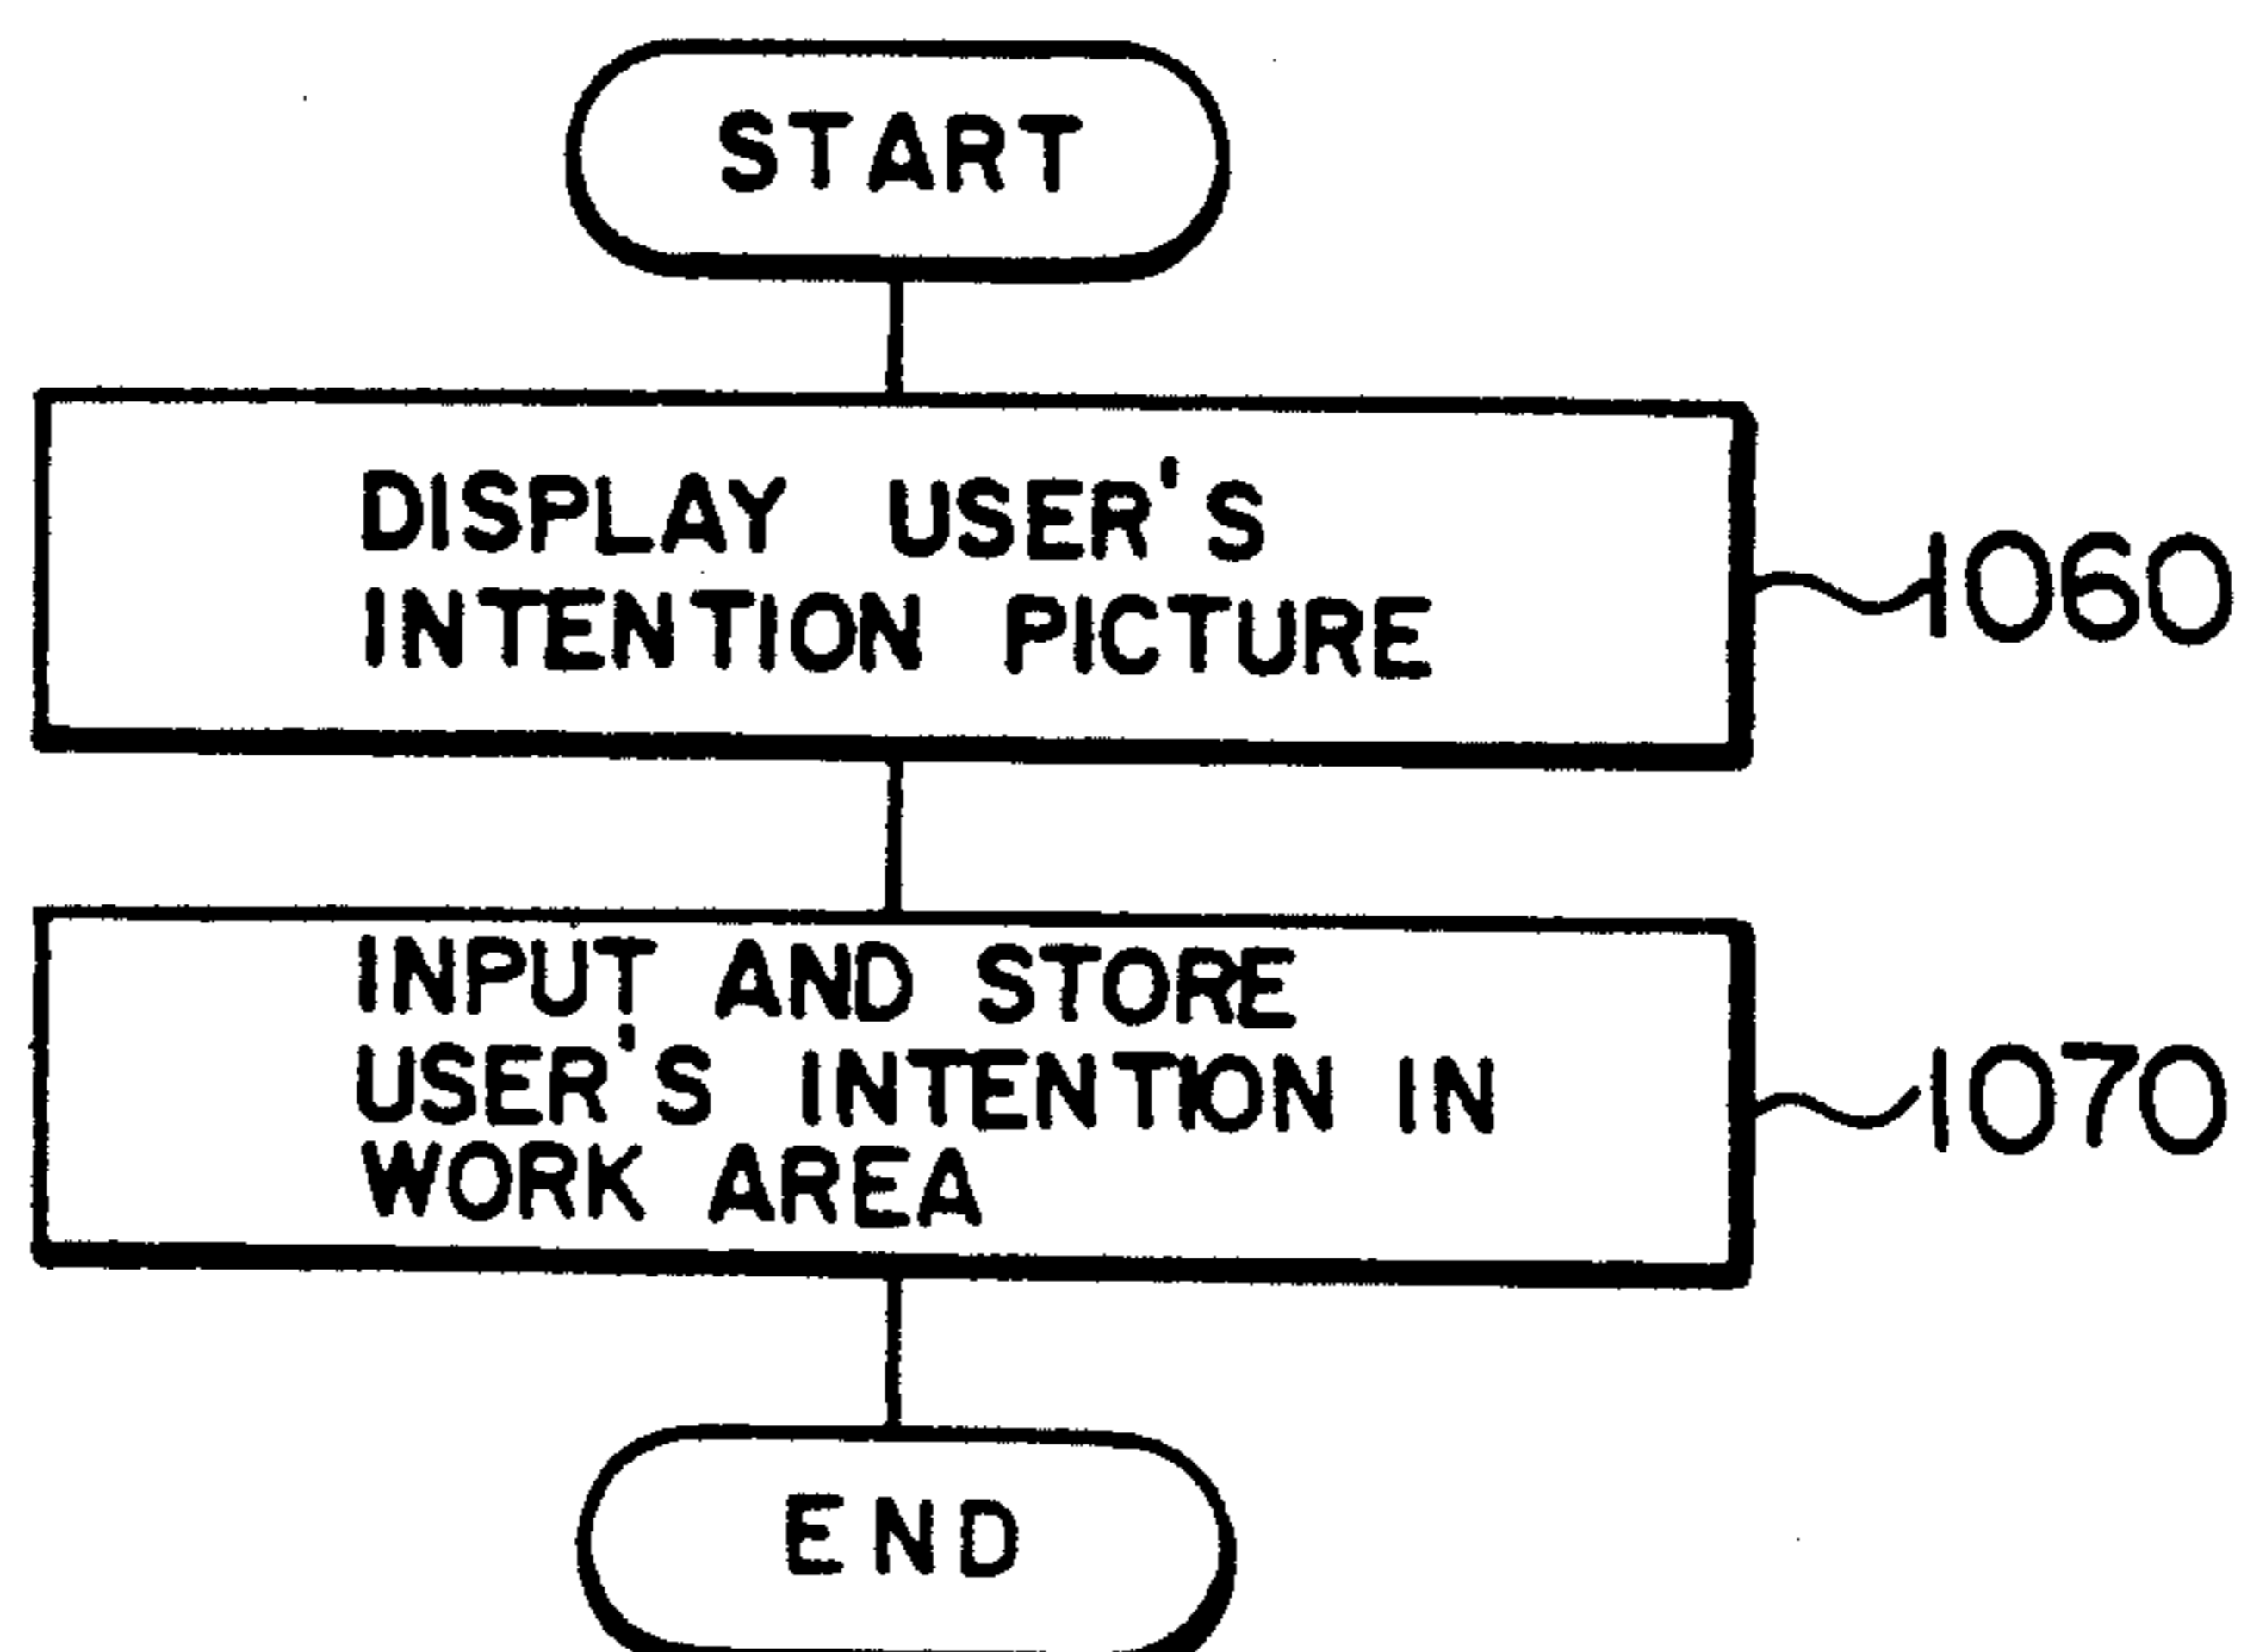 START
DISPLAY USER'S
INTENTION PICTURE
1060
INPUT AND STORE
USER'S INTENTION IN
WORK AREA
1070
END